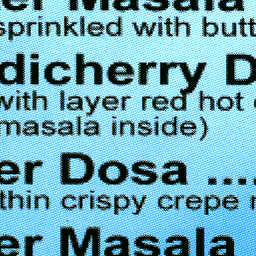 er Masala
sprinkled with butt
dicherry D
with layer red hot
masala inside)
er Dosa ....
thin crispy crepe
er Masala